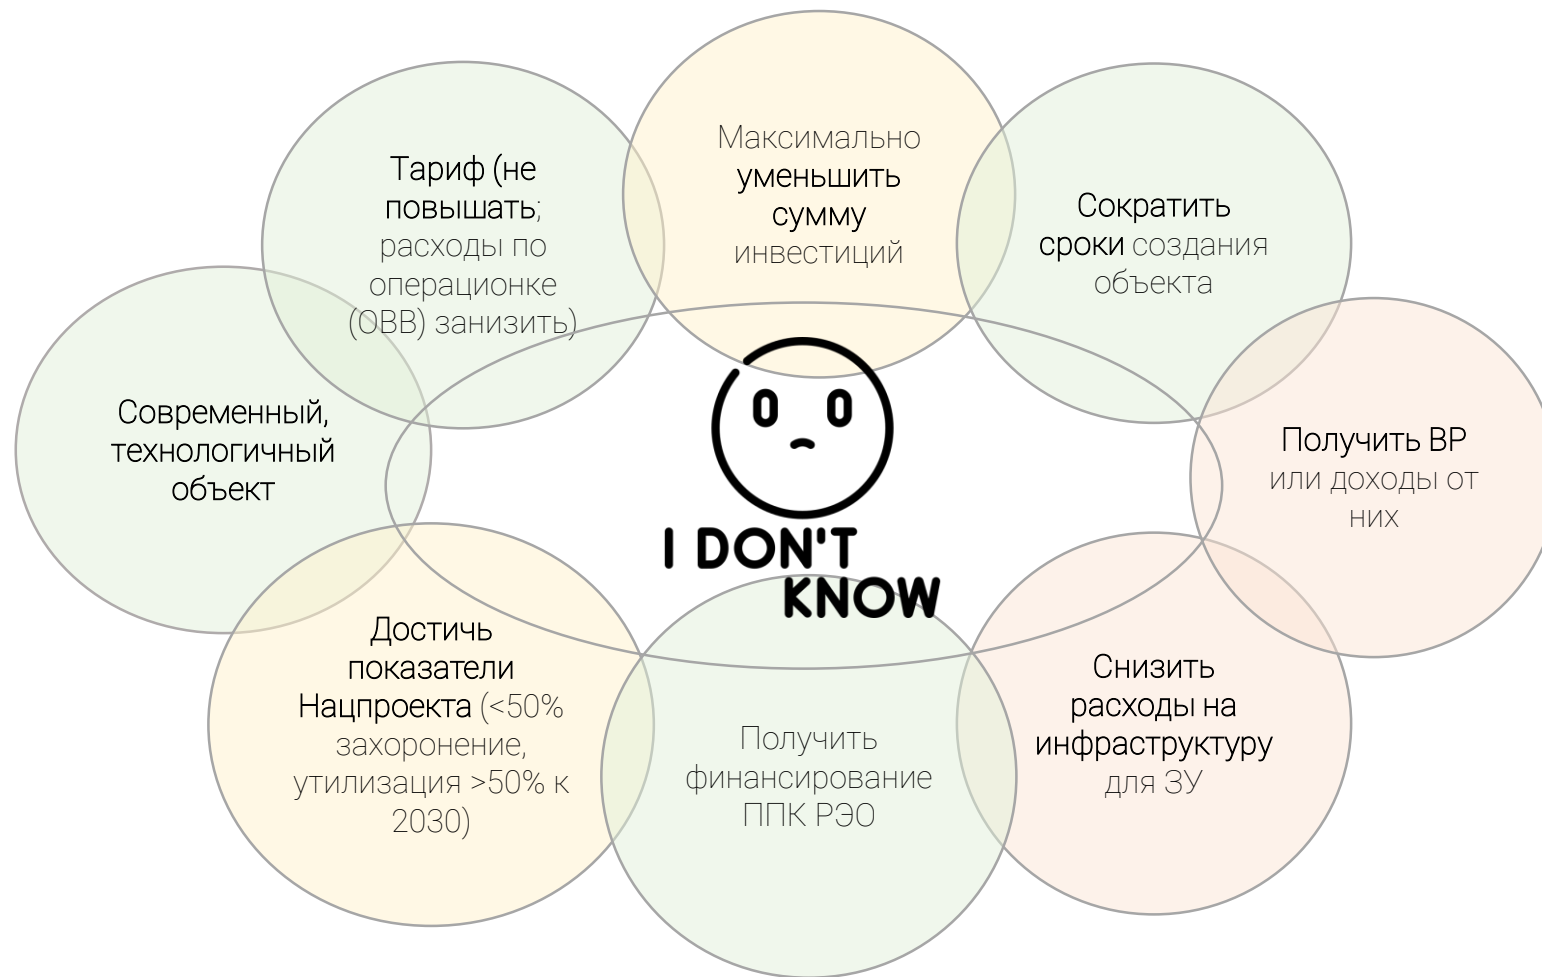 Максимально
уменьшить
сумму
инвестиций
Тариф (не
повышать;
расходы по
операционке
(ОВВ) занизить)
Сократить
сроки создания
объекта
Современный,
технологичный
объект
Получить ВР
или доходы от
них
I DON'T
KNOW
Достичь
показатели
Нацпроекта (<50%
захоронение,
утилизация >50% к
2030)
Получить
финансирование
ППК РЭО
Снизить
расходы на
инфраструктуру
для ЗУ